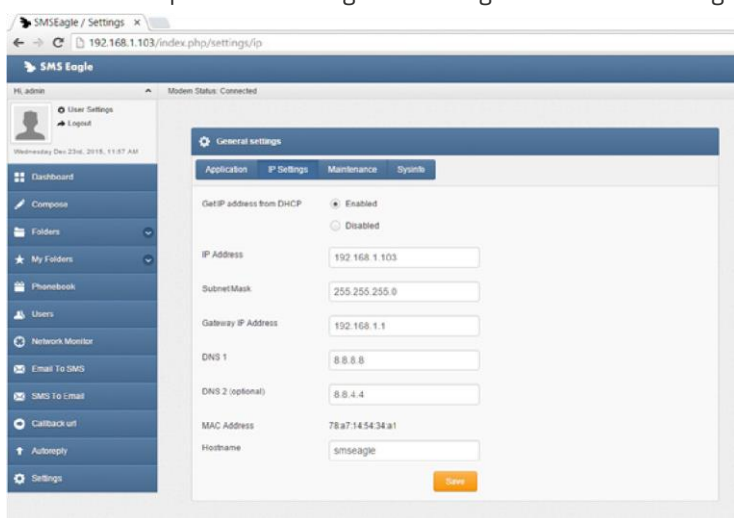 SMSEagle / Settings
192.168.1.103/index.php/settings/ip
SMS Eagle
Hi, admin
Modem Status: Connected
User Settings
Logout
Wednesday Dec 23rd, 2015, 11:57 AM
General settings
Application IP Settings Maintenance Sysinfo
Dashboard
Compose
Folders
My Folders
Phonebook
Users
Network Monitor
Email To SMS
SMS To Email
Callback url
Autoreply
Settings
Get IP address from DHCP
Enabled
Disabled
IP Address 192.168.1.103
Subnet Mask 255.255.255.0
Gateway IP Address 192.168.1.1
DNS 1 8.8.8.8
DNS 2 (optional) 8.8.4.4
MAC Address 78:a7:14:54:34:a1
Hostname smseagle
Save